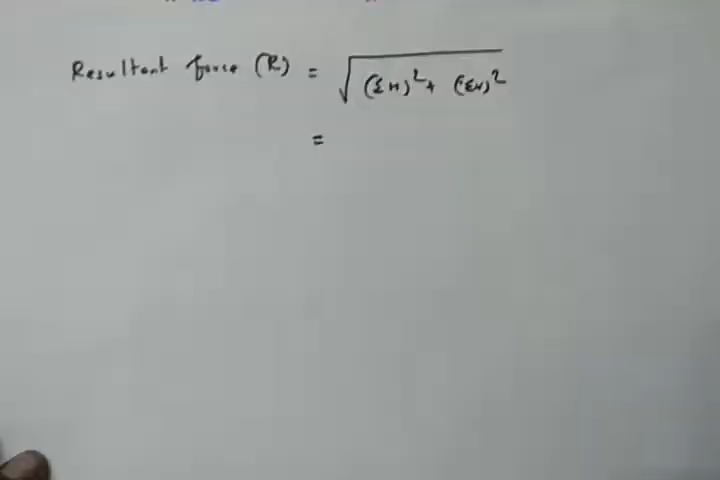 Resultant force (R) = √(ΣH)² + (ΣV)²
=